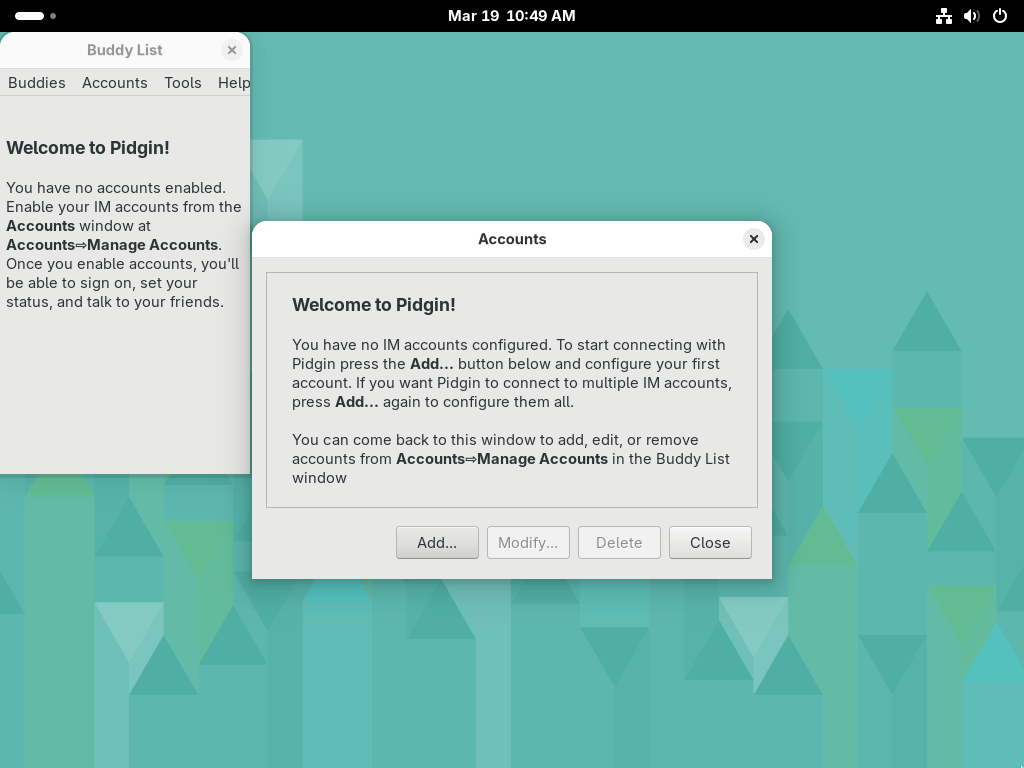 Mar 19 10:49 AM
Buddy List
Buddies Accounts Tools Help
Welcome to Pidgin!
You have no accounts enabled.
Enable your IM accounts from the
Accounts window at
Accounts⇨Manage Accounts.
Once you enable accounts, you'll
be able to sign on, set your
status, and talk to your friends.
Accounts
Welcome to Pidgin!
You have no IM accounts configured. To start connecting with
Pidgin press the Add... button below and configure your first
account. If you want Pidgin to connect to multiple IM accounts,
press Add... again to configure them all.
You can come back to this window to add, edit, or remove
accounts from Accounts⇨Manage Accounts in the Buddy List
window
Add... Modify... Delete Close